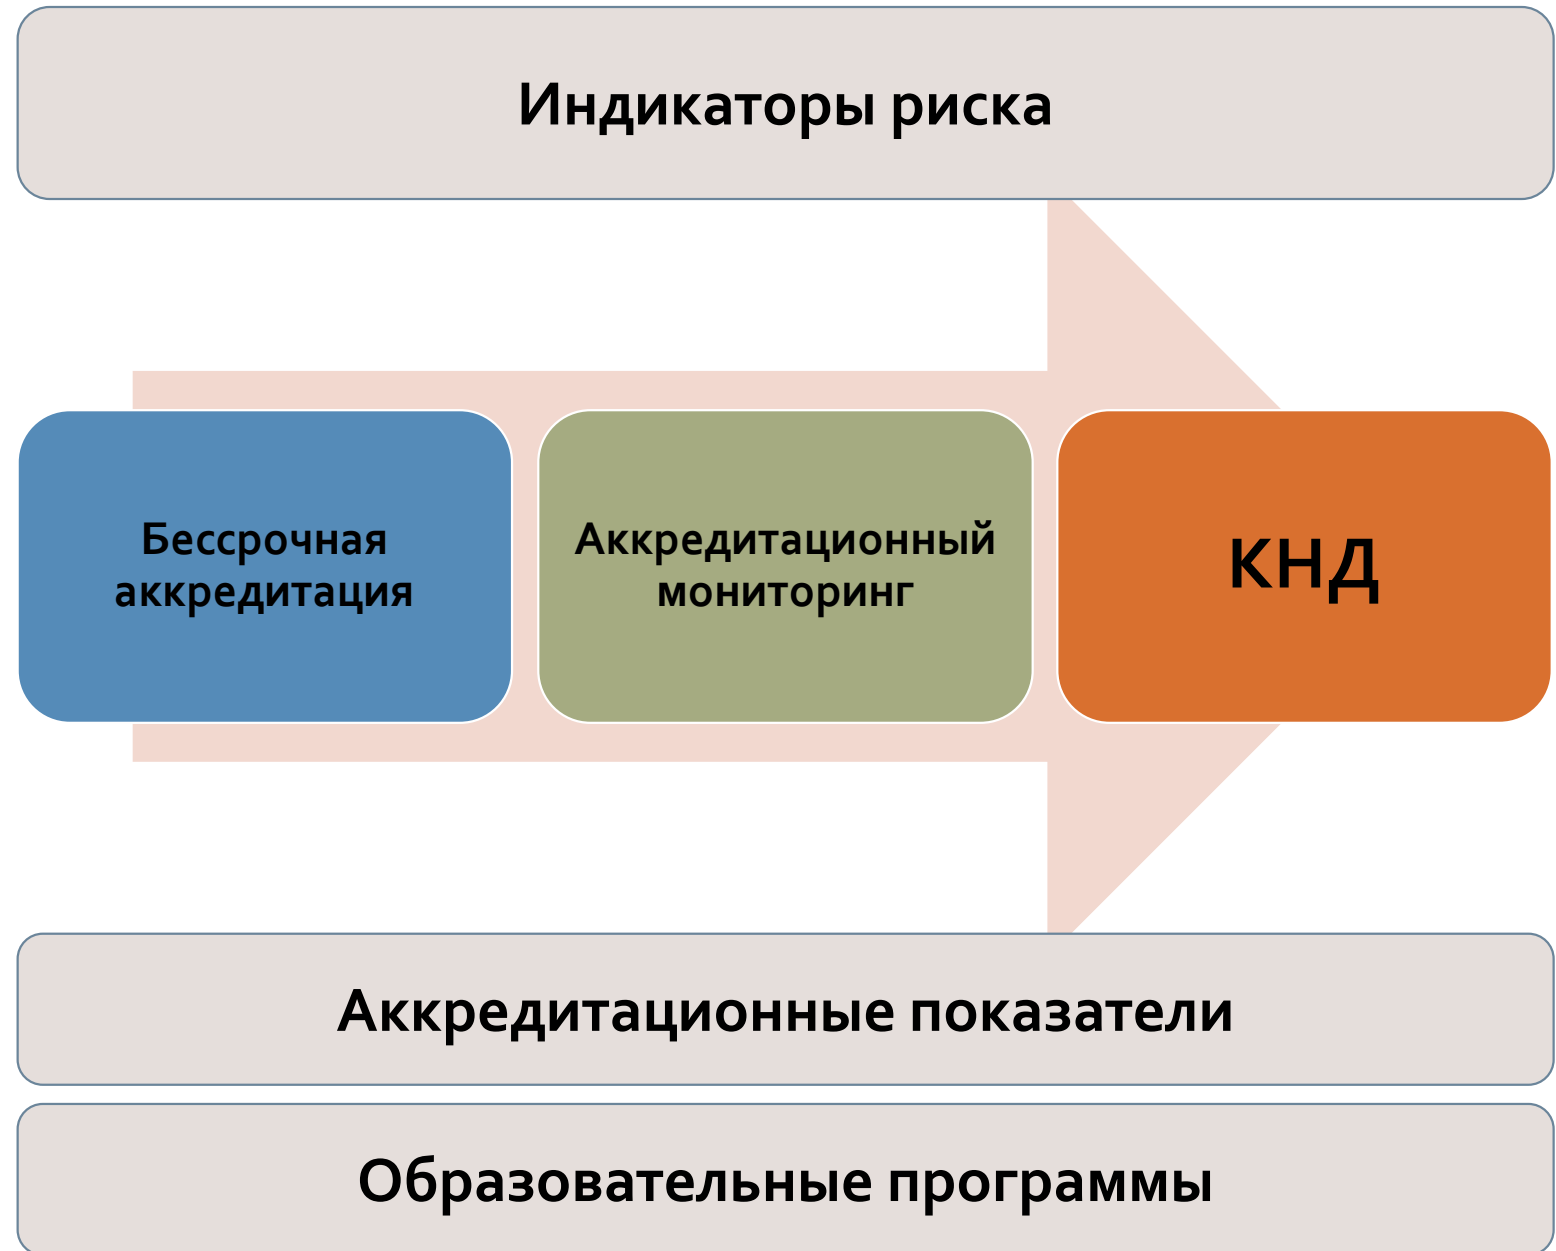 Индикаторы риска
Бессрочная
аккредитация
Аккредитационный
мониторинг
КНД
Аккредитационные показатели
Образовательные программы